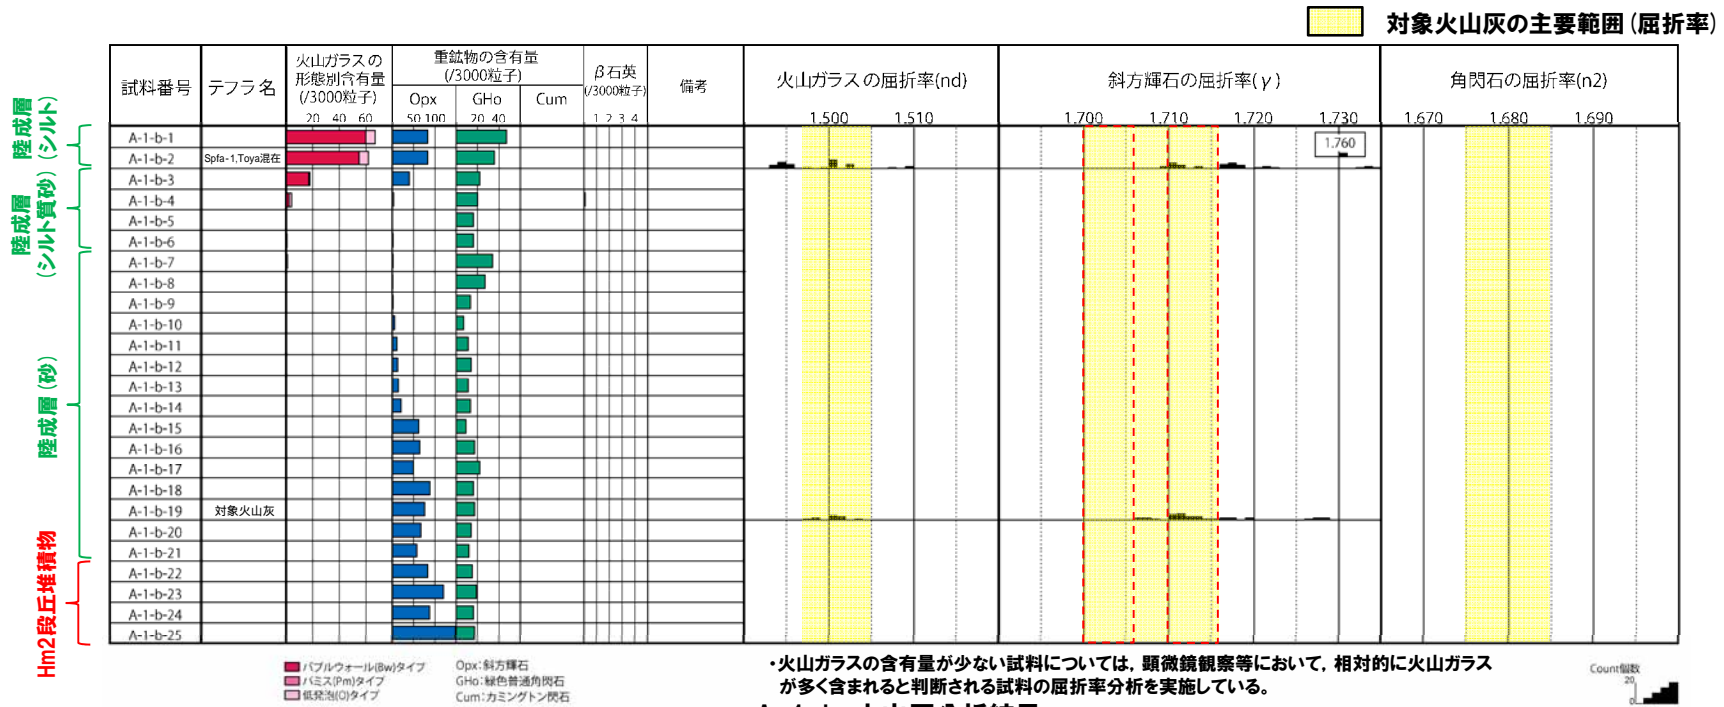 対象火山灰の主要範囲(屈折率)
試料番号
テフラ名
火山ガラスの
形態別含有量
(/3000粒子)
20 40 60
重鉱物の含有量
(/3000粒子)
Opx
GHo
Cum
50 100
20 40
β石英
(/3000粒子)
1 2 3 4
備考
火山ガラスの屈折率(nd)
1.500 1.510
斜方輝石の屈折率(γ)
1.700 1.710 1.720 1.730
角閃石の屈折率(n2)
1.670 1.680 1.690
陸成層
(シルト)
陸成層
(シルト質砂)
陸成層(砂)
Hm2段丘堆積物
A-1-b-1
A-1-b-2 Spfa-1,Toya混在
1.760
A-1-b-3
A-1-b-4
A-1-b-5
A-1-b-6
A-1-b-7
A-1-b-8
A-1-b-9
A-1-b-10
A-1-b-11
A-1-b-12
A-1-b-13
A-1-b-14
A-1-b-15
A-1-b-16
A-1-b-17
A-1-b-18
A-1-b-19 対象火山灰
A-1-b-20
A-1-b-21
A-1-b-22
A-1-b-23
A-1-b-24
A-1-b-25
バブルウォール(Bw)タイプ
パミス(Pm)タイプ
低発泡(O)タイプ
Opx:斜方輝石
GHo:緑色普通角閃石
Cum:カミングトン閃石
・火山ガラスの含有量が少ない試料については，顕微鏡観察等において，相対的に火山ガラス
が多く含まれると判断される試料の屈折率分析を実施している。
Count個数
20
0